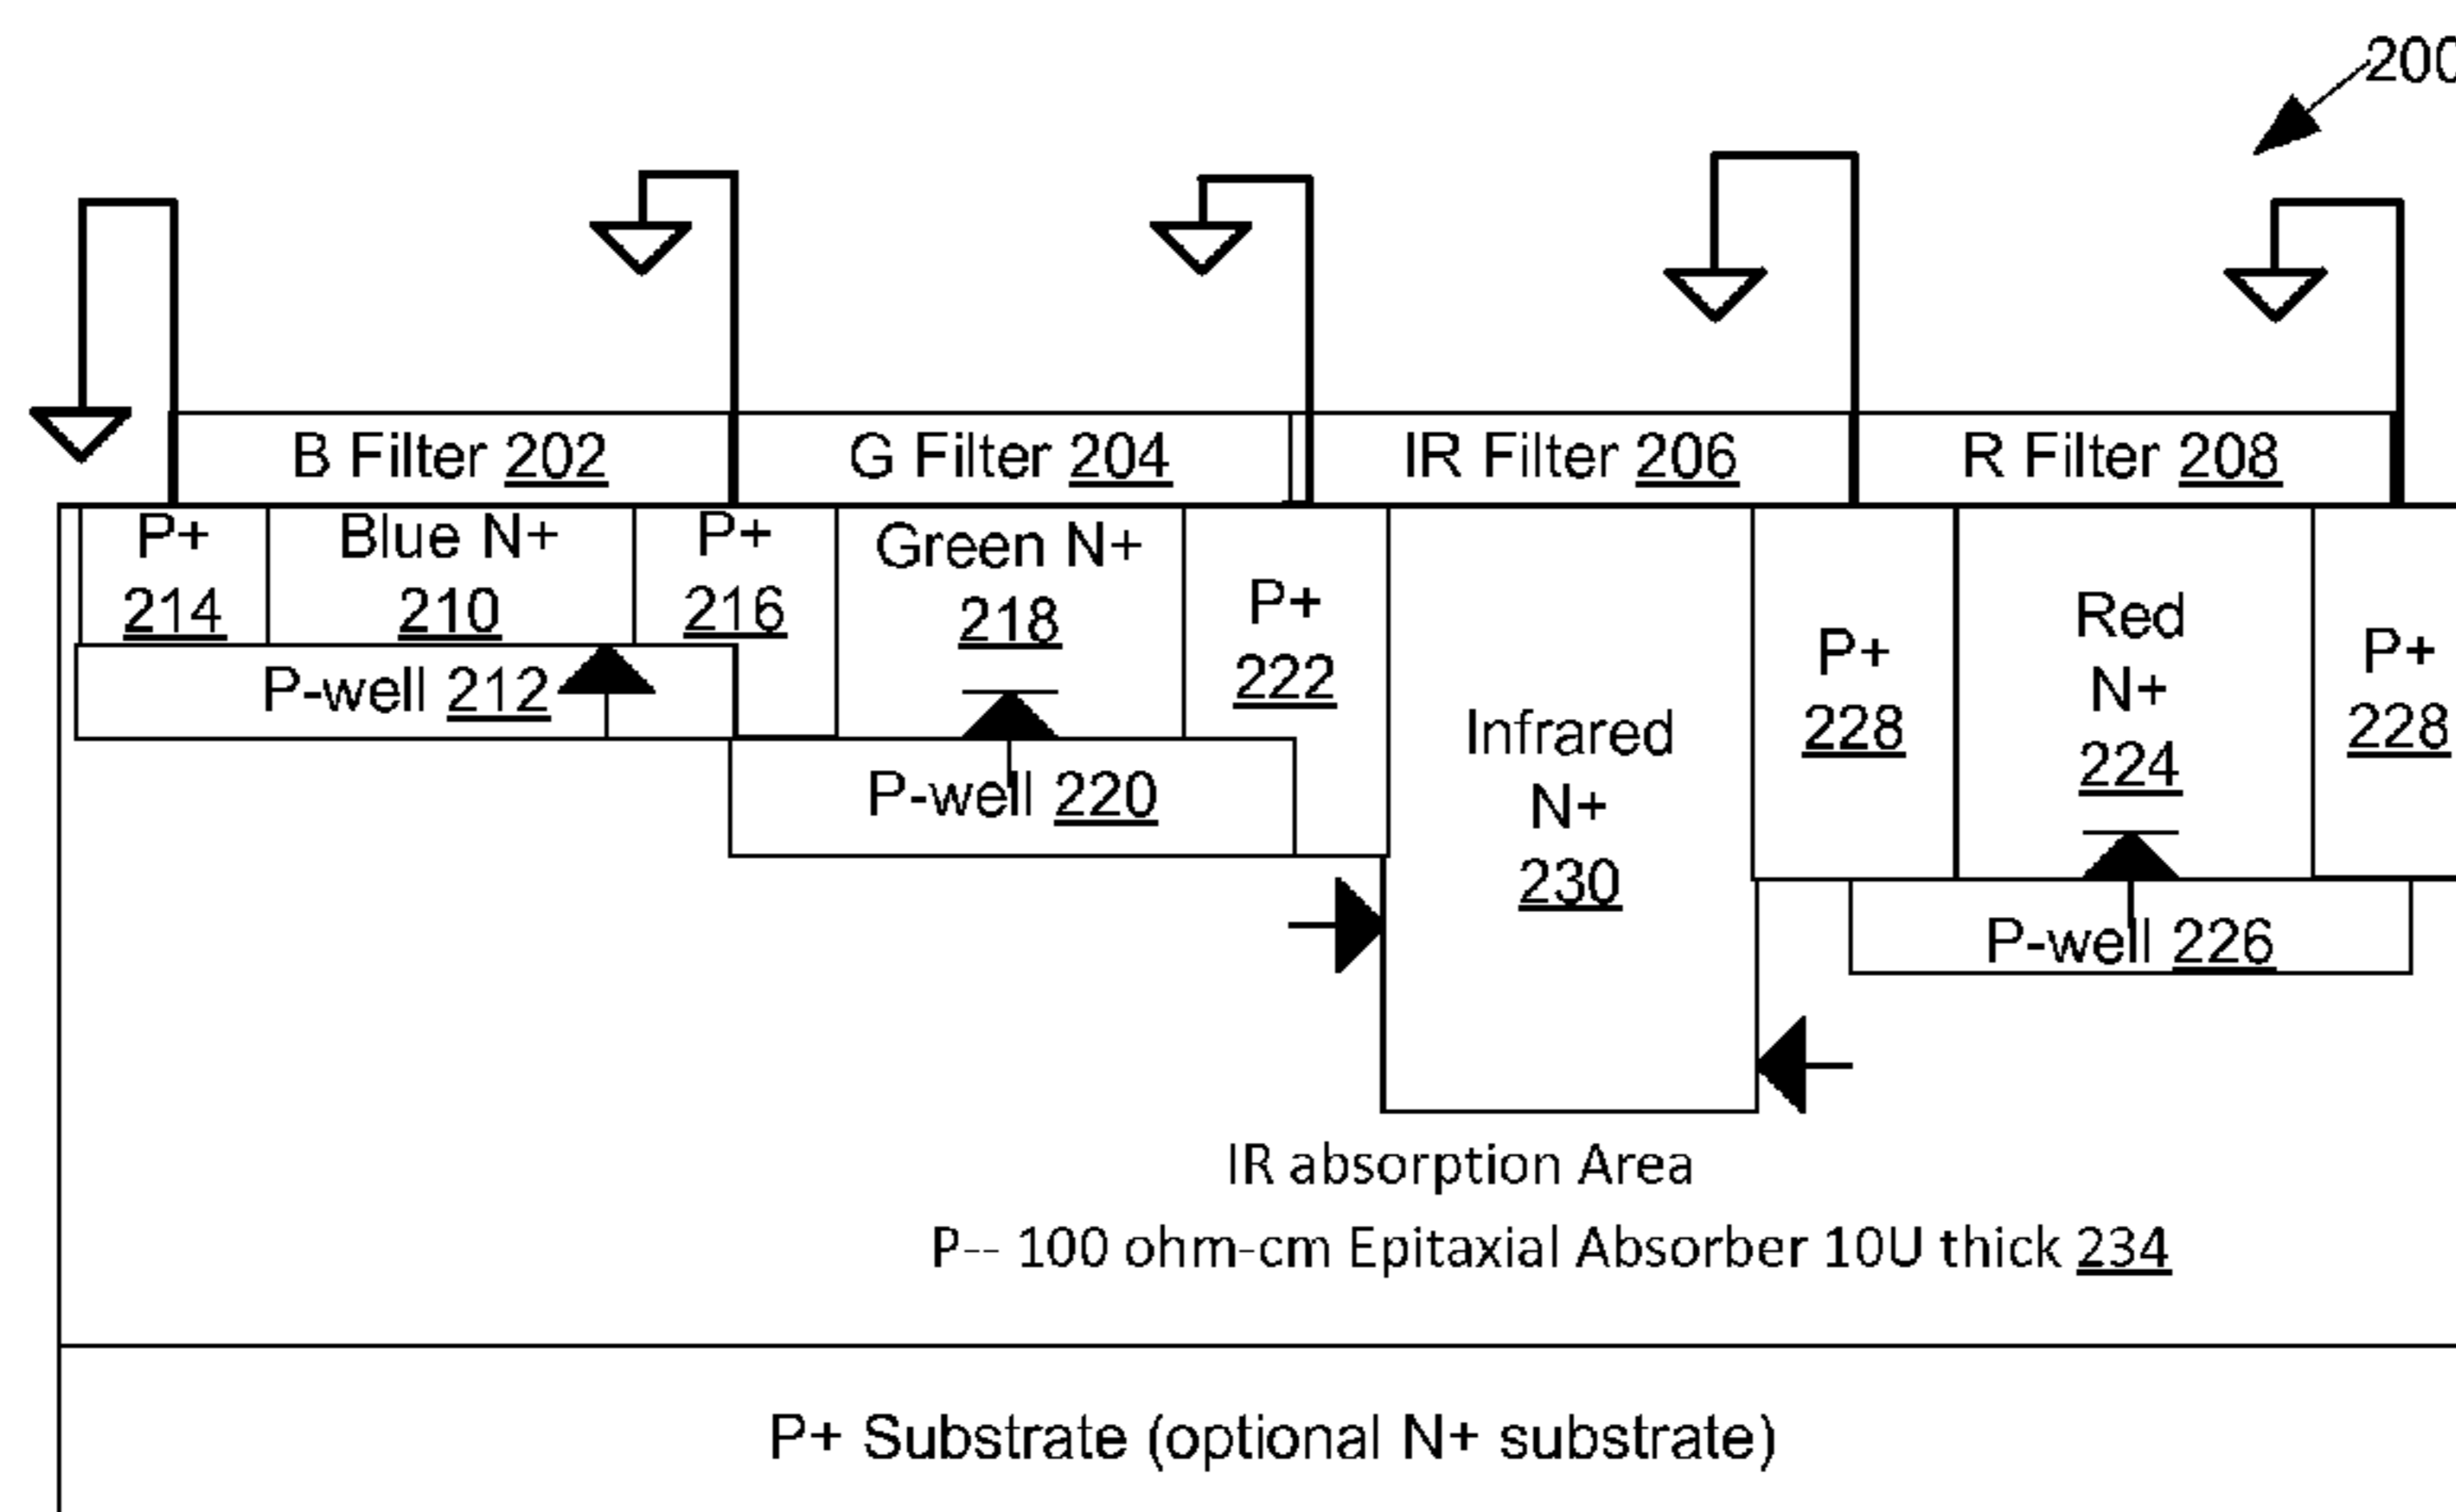 200
B Filter 202
G Filter 204
IR Filter 206
R Filter 208
P+
214
Blue N+
210
P+
216
Green N+
218
P+
222
Infrared
N+
230
P+
228
Red
N+
224
P+
228
P-well 212
P-well 220
P-well 226
IR absorption Area
P-- 100 ohm-cm Epitaxial Absorber 10U thick 234
P+ Substrate (optional N+ substrate)